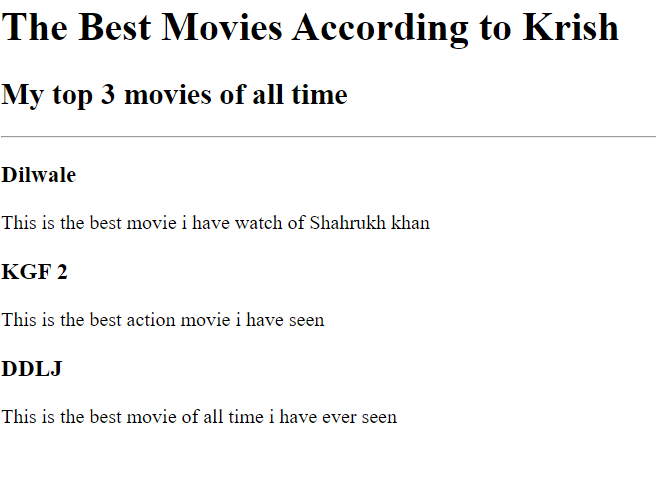 The Best Movies According to Krish
My top 3 movies of all time
Dilwale
This is the best movie i have watch of Shahrukh khan
KGF 2
This is the best action movie i have seen
DDLJ
This is the best movie of all time i have ever seen